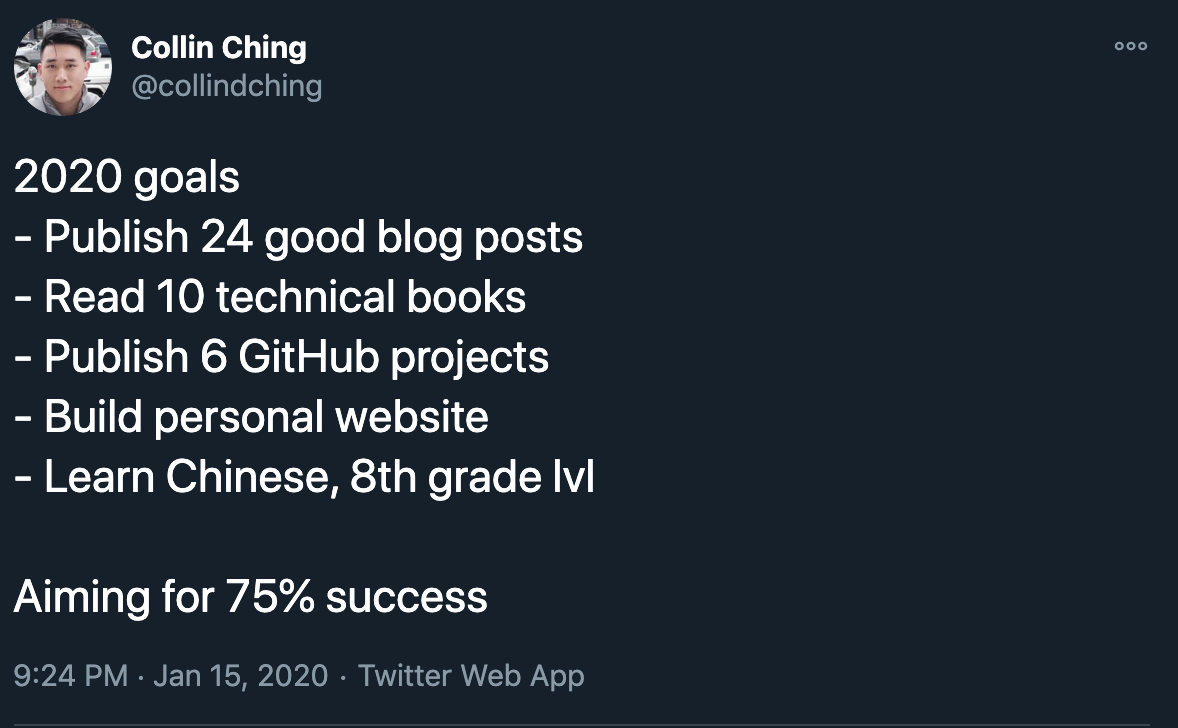 Collin Ching
@collindching
2020 goals
- Publish 24 good blog posts
- Read 10 technical books
- Publish 6 GitHub projects
- Build personal website
- Learn Chinese, 8th grade lvl
Aiming for 75% success
9:24 PM · Jan 15, 2020 · Twitter Web App